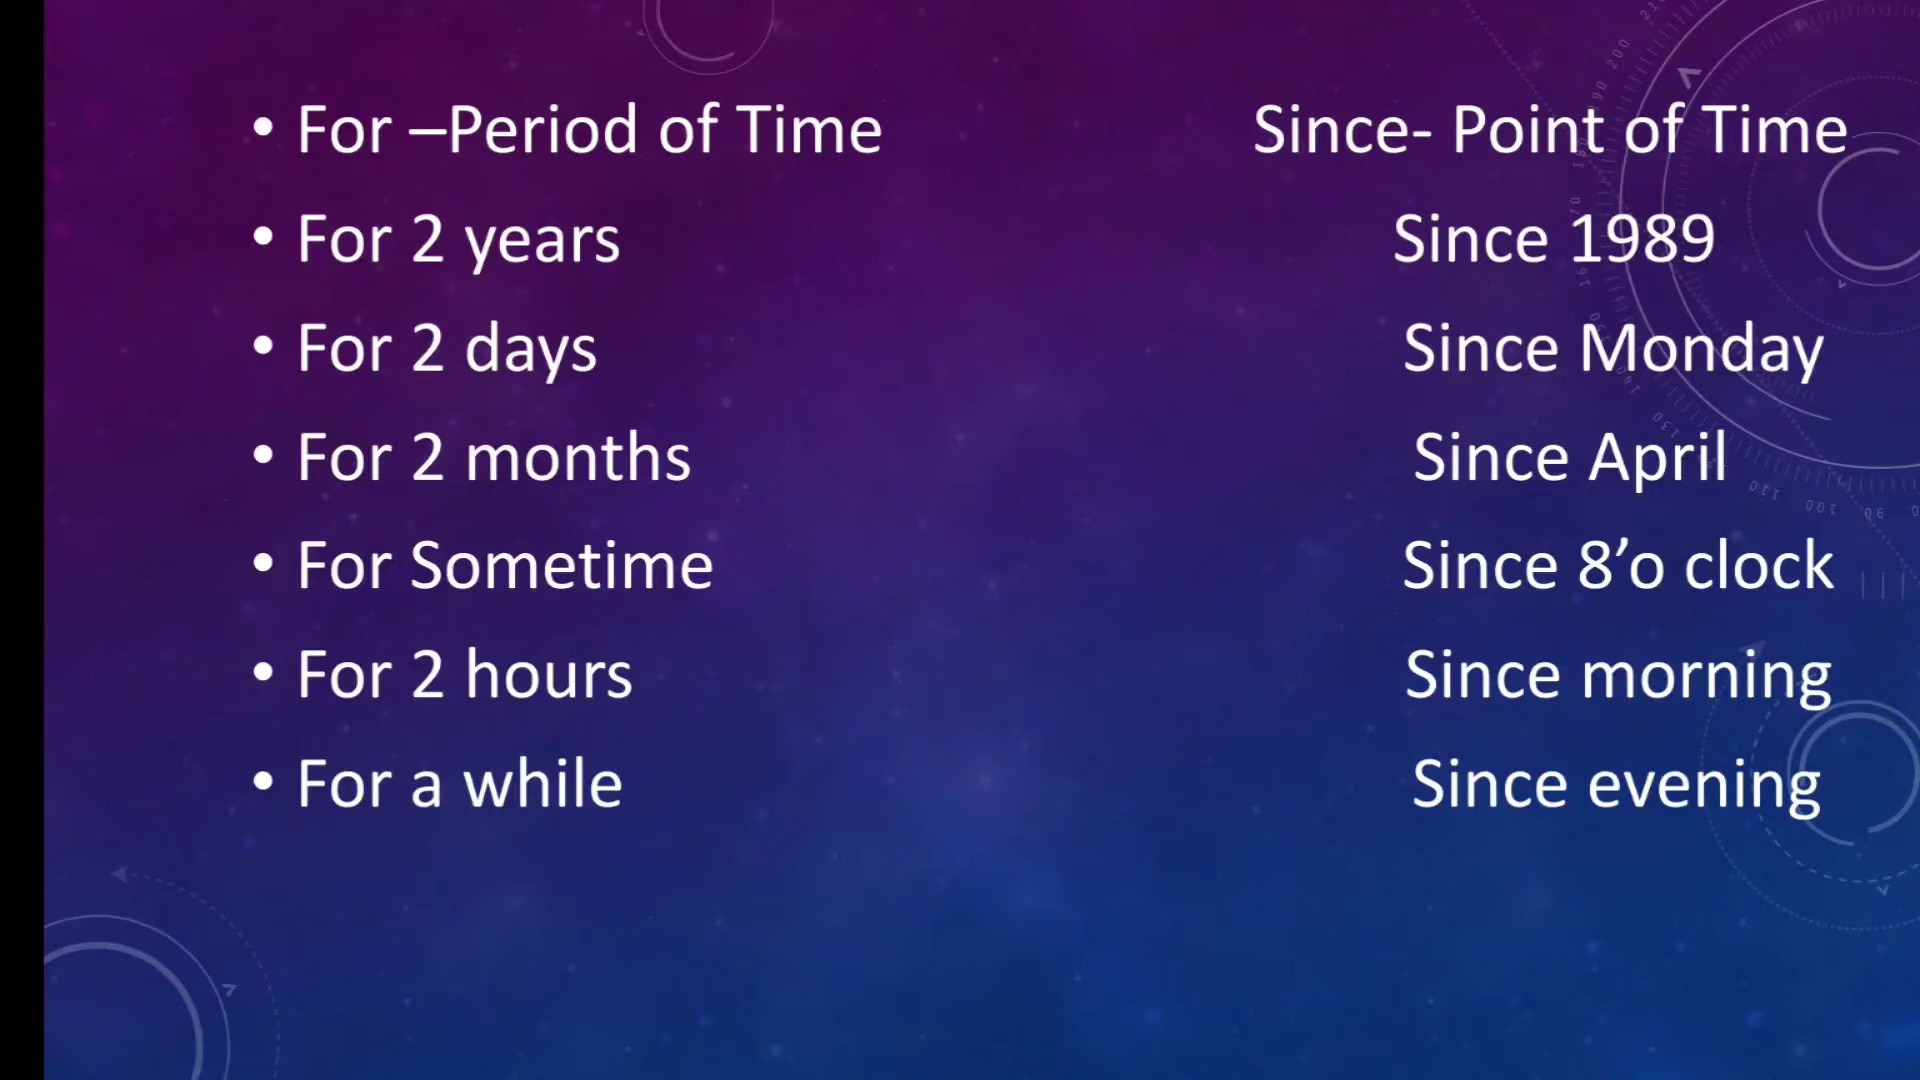 • For –Period of Time Since- Point of Time
• For 2 years Since 1989
• For 2 days Since Monday
• For 2 months Since April
• For Sometime Since 8’o clock
• For 2 hours Since morning
• For a while Since evening